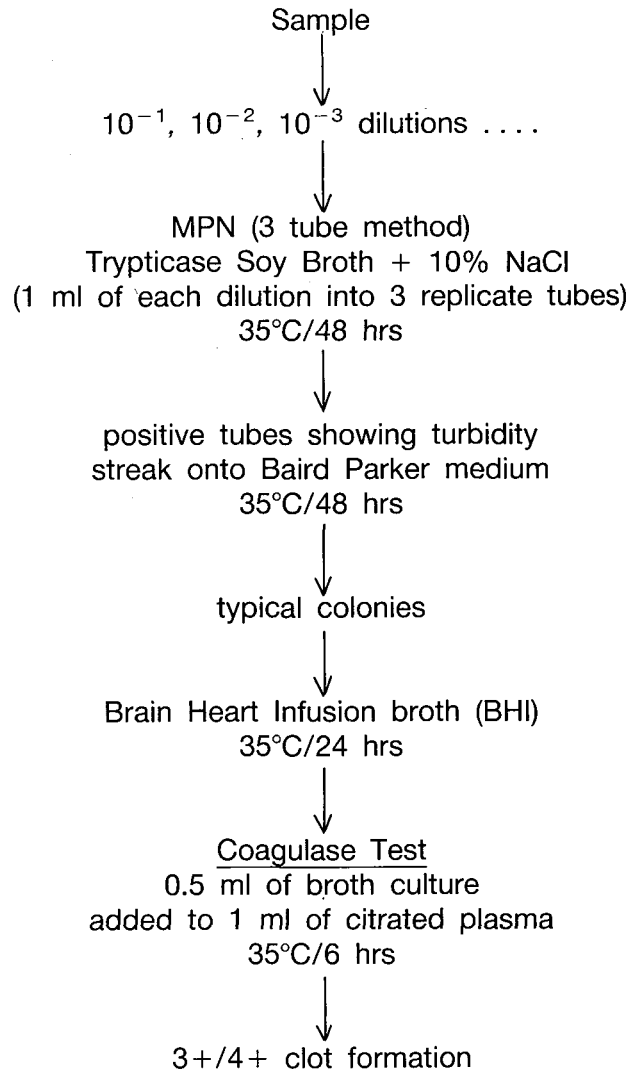 Sample
10⁻¹, 10⁻², 10⁻³ dilutions ....
MPN (3 tube method)
Trypticase Soy Broth + 10% NaCl
(1 ml of each dilution into 3 replicate tubes)
35°C/48 hrs
positive tubes showing turbidity
streak onto Baird Parker medium
35°C/48 hrs
typical colonies
Brain Heart Infusion broth (BHI)
35°C/24 hrs
Coagulase Test
0.5 ml of broth culture
added to 1 ml of citrated plasma
35°C/6 hrs
3+/4+ clot formation